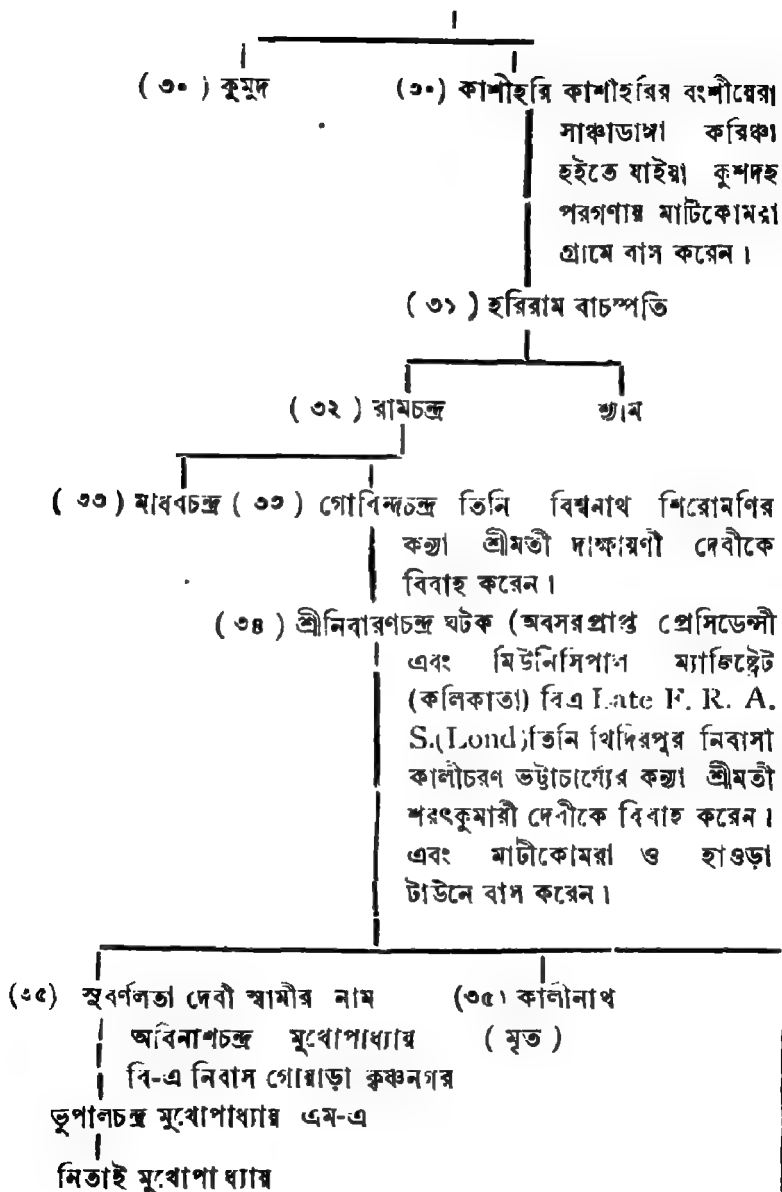 ( ৩০ ) কুমুদ (৩০) কাশীহরি কাশীহরির বংশীয়েরা
সাঞ্চাডাঙ্গা করিঞ্চা
হইতে যাইয়া কুশদহ
পরগণায় মাটিকোমরা
গ্রামে বাস করেন।
( ৩১ ) হরিরাম বাচস্পতি
( ৩২ ) রামচন্দ্র শ্যাম
( ৩৩ ) মাধবচন্দ্র ( ৩৩ ) গোবিন্দচন্দ্র তিনি বিশ্বনাথ শিরোমণির
কন্যা শ্রীমতী দাক্ষায়ণী দেবীকে
বিবাহ করেন।
( ৩৪ ) শ্রীনিবারণচন্দ্র ঘটক (অবসরপ্রাপ্ত প্রেসিডেন্সী
এবং মিউনিসিপাল ম্যাজিষ্ট্রেট
(কলিকাতা) বিএ Late F. R. A.
S.(Lond)তিনি খিদিরপুর নিবাসী
কালীচরণ ভট্টাচার্য্যের কন্যা শ্রীমতী
শরৎকুমারী দেবীকে বিবাহ করেন।
এবং মাটীকোমরা ও হাওড়া
টাউনে বাস করেন।
(৩৫) সুবর্ণলতা দেবী স্বামীর নাম (৩৫) কালীনাথ
অবিনাশচন্দ্র মুখোপাধ্যায় ( মৃত )
বি-এ নিবাস গোয়াড়া কৃষ্ণনগর
ভূপালচন্দ্র মুখোপাধ্যায় এম-এ
নিতাই মুখোপাধ্যায়